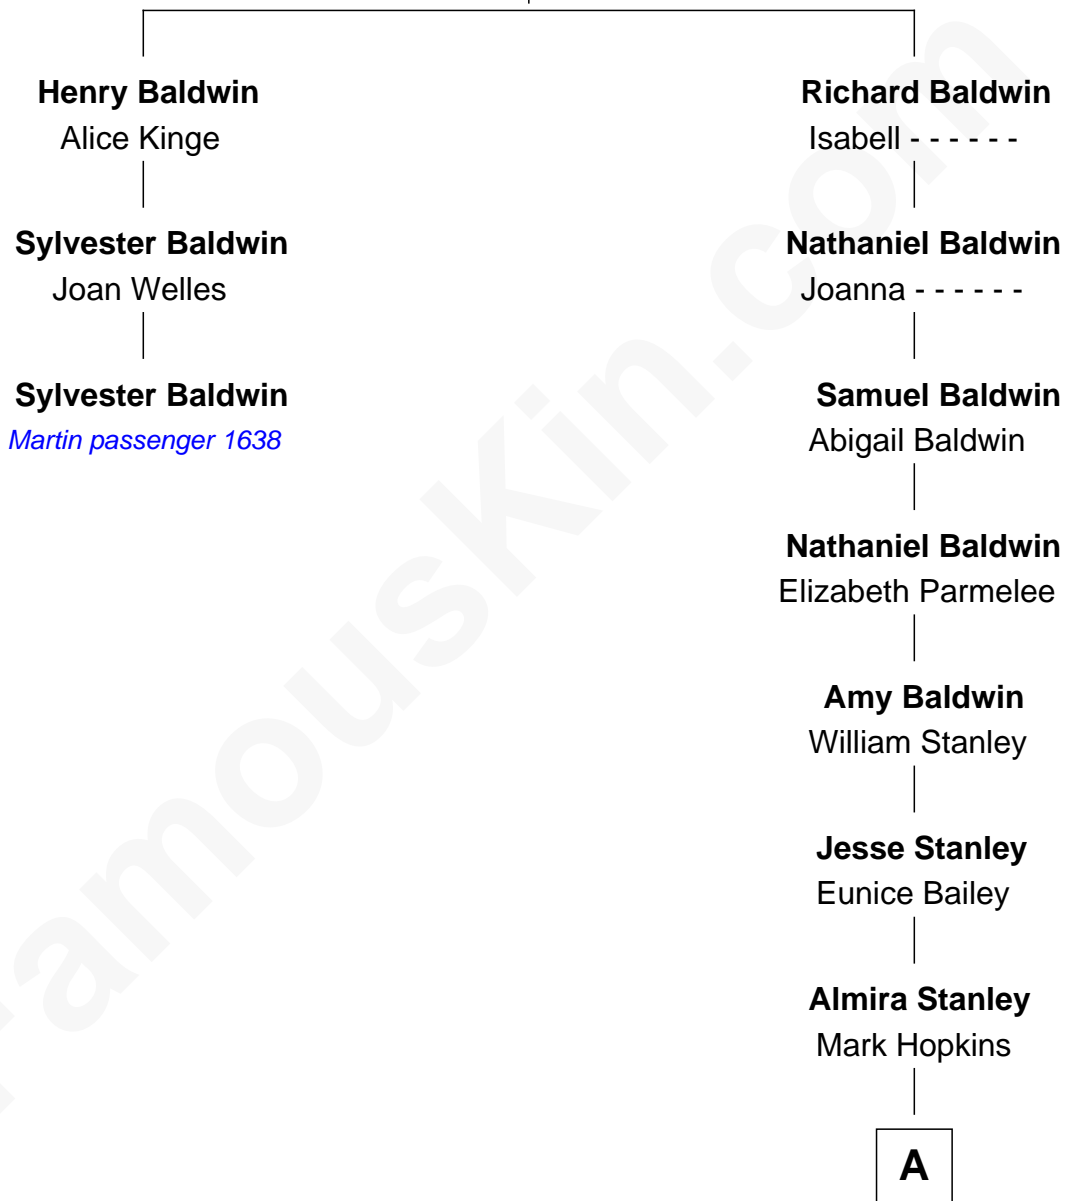 Henry Baldwin
Alice Kinge
Sylvester Baldwin
Joan Welles
Sylvester Baldwin
Martin passenger 1638
Richard Baldwin
Isabell - - - - - -
Nathaniel Baldwin
Joanna - - - - - -
Samuel Baldwin
Abigail Baldwin
Nathaniel Baldwin
Elizabeth Parmelee
Amy Baldwin
William Stanley
Jesse Stanley
Eunice Bailey
Almira Stanley
Mark Hopkins
A
FamousKin.com